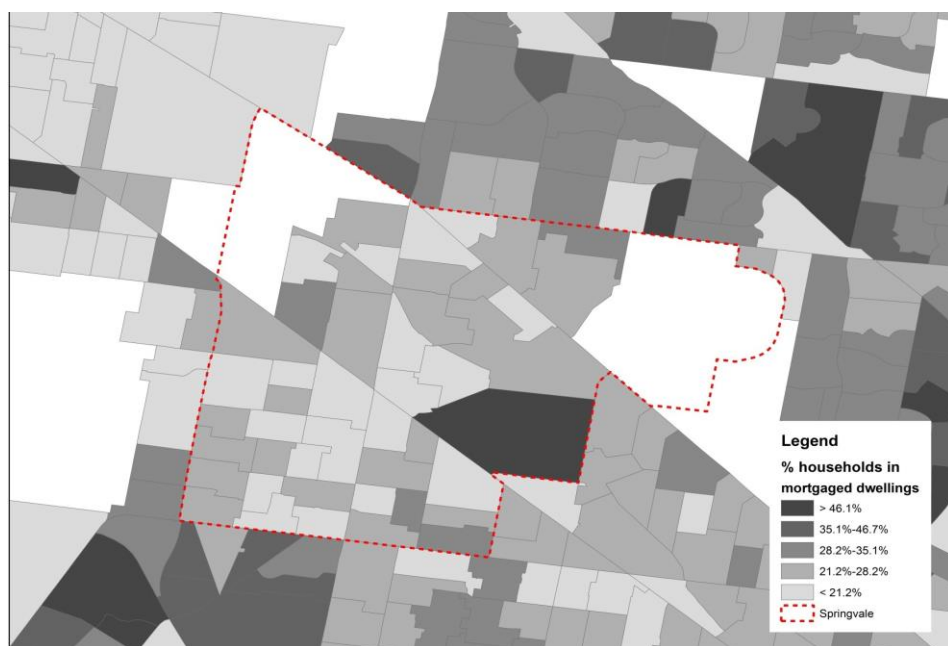 Legend
% households in
mortgaged dwellings
> 46.1%
35.1%-46.7%
28.2%-35.1%
21.2%-28.2%
< 21.2%
Springvale